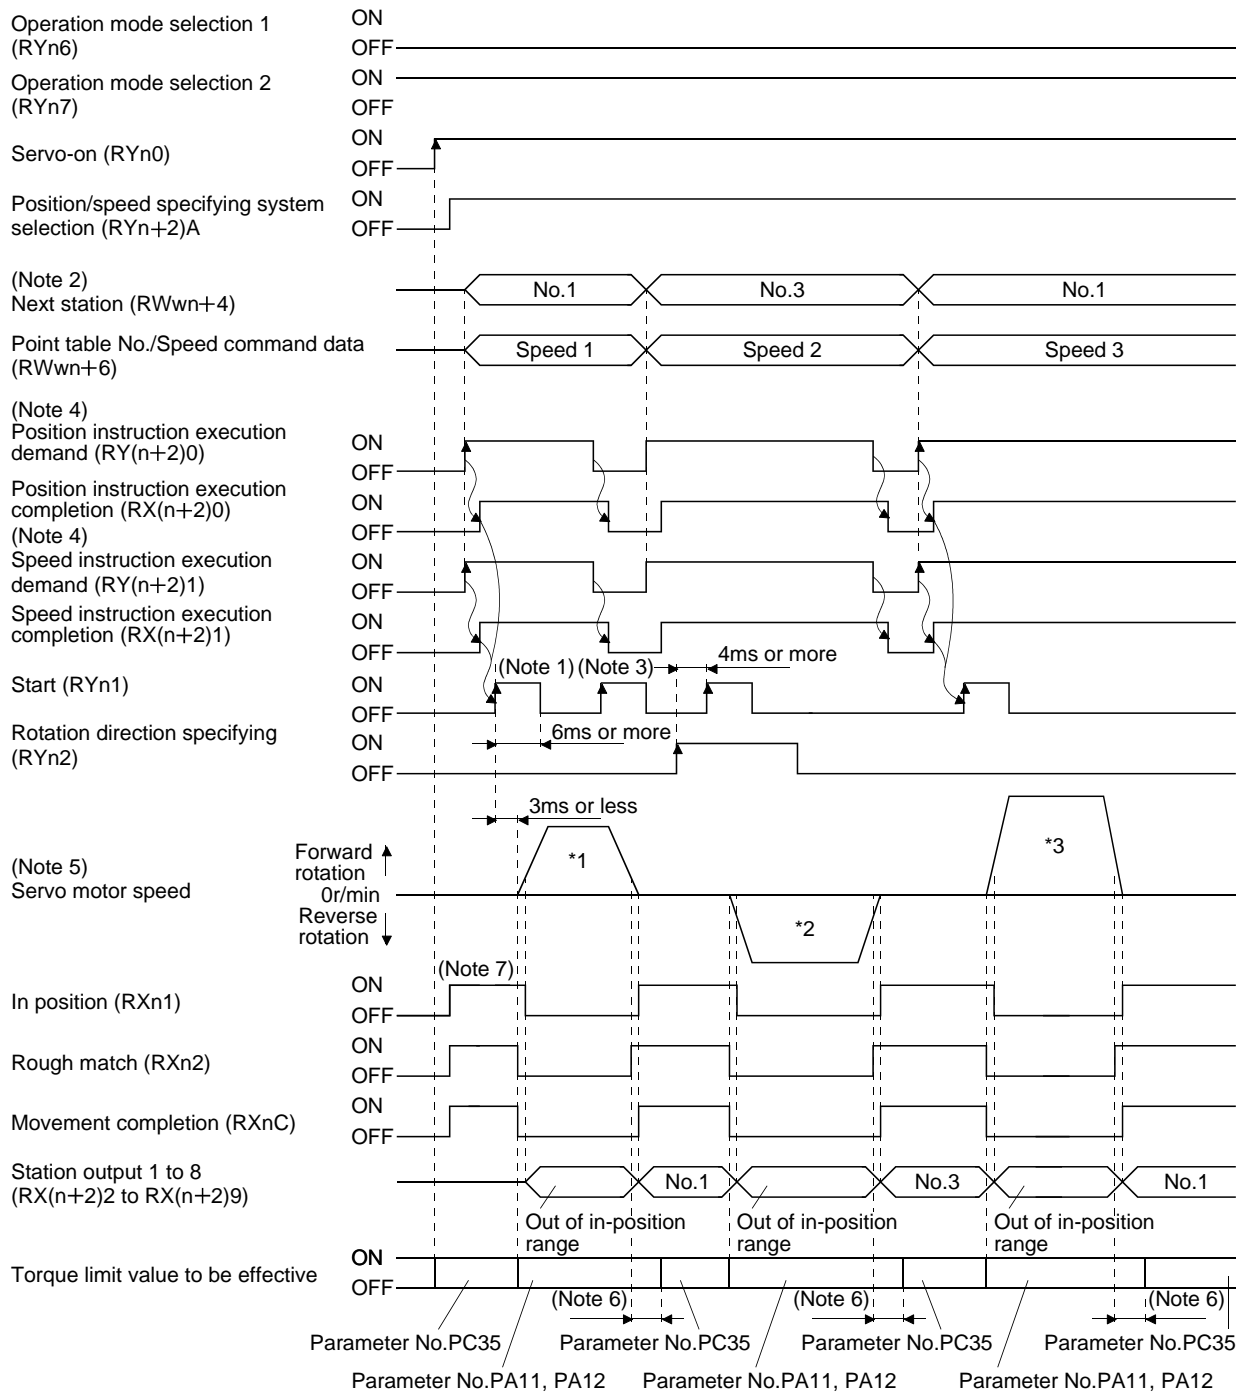 Operation mode selection 1
(RYn6)
ON
OFF
Operation mode selection 2
(RYn7)
ON
OFF
Servo-on (RYn0)
ON
OFF
Position/speed specifying system
selection (RYn+2)A
ON
OFF
(Note 2)
Next station (RWwn+4)
No.1
No.3
No.1
Point table No./Speed command data
(RWwn+6)
Speed 1
Speed 2
Speed 3
(Note 4)
Position instruction execution
demand (RY(n+2)0)
ON
OFF
Position instruction execution
completion (RX(n+2)0)
ON
OFF
(Note 4)
Speed instruction execution
demand (RY(n+2)1)
ON
OFF
Speed instruction execution
completion (RX(n+2)1)
ON
OFF
(Note 1) (Note 3)
4ms or more
Start (RYn1)
ON
OFF
6ms or more
Rotation direction specifying
(RYn2)
ON
OFF
3ms or less
(Note 5)
Servo motor speed
Forward
rotation
0r/min
Reverse
rotation
*1
*2
*3
(Note 7)
In position (RXn1)
ON
OFF
Rough match (RXn2)
ON
OFF
Movement completion (RXnC)
ON
OFF
Station output 1 to 8
(RX(n+2)2 to RX(n+2)9)
No.1
No.3
No.1
Out of in-position
range
Out of in-position
range
Out of in-position
range
Torque limit value to be effective
ON
OFF
(Note 6)
(Note 6)
(Note 6)
Parameter No.PC35
Parameter No.PC35
Parameter No.PC35
Parameter No.PC35
Parameter No.PA11, PA12
Parameter No.PA11, PA12
Parameter No.PA11, PA12